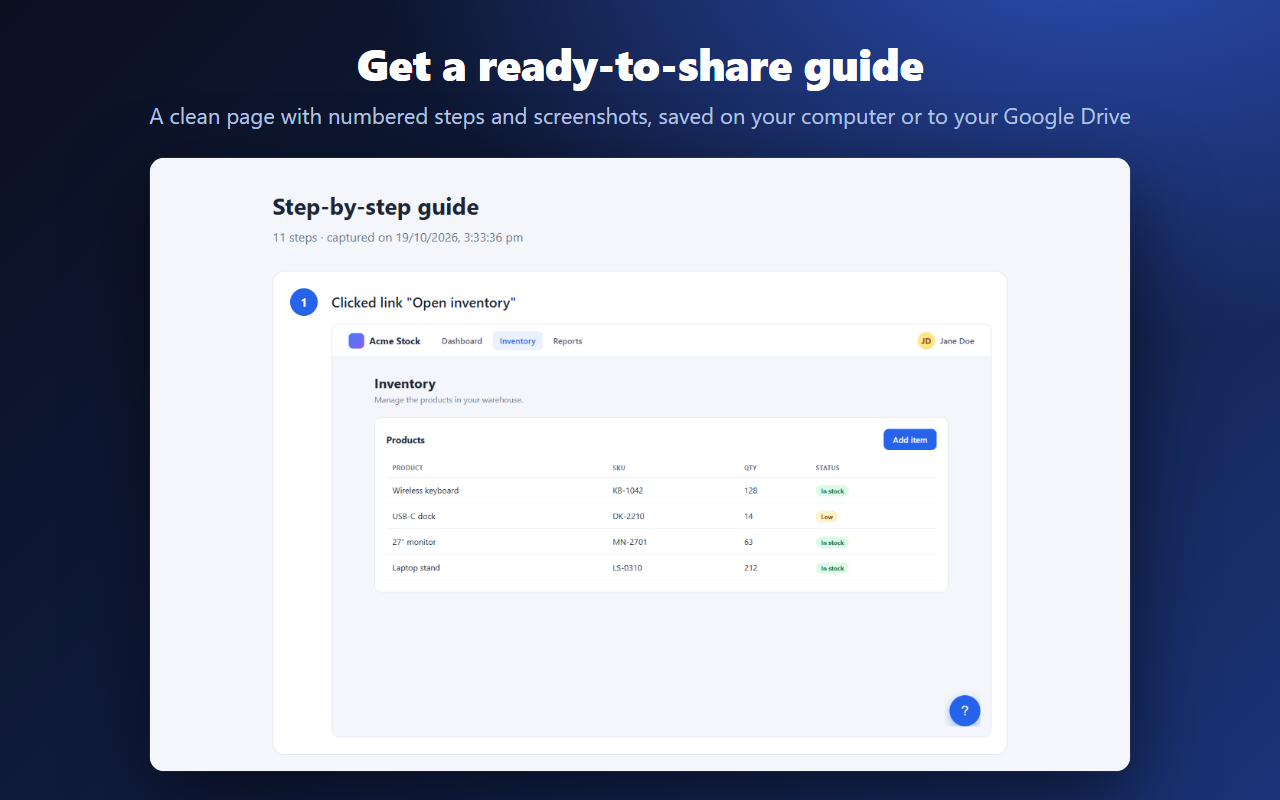 Get a ready-to-share guide
A clean page with numbered steps and screenshots, saved on your computer or to your Google Drive
Step-by-step guide
11 steps · captured on 19/10/2026, 3:33:36 pm
1 Clicked link "Open inventory"
Acme Stock Dashboard Inventory Reports JD Jane Doe
Inventory
Manage the products in your warehouse.
Products Add item
PRODUCT SKU QTY STATUS
Wireless keyboard KB-1042 128 In stock
USB-C dock DK-2210 14 Low
27" monitor MN-2701 63 In stock
Laptop stand LS-0310 212 In stock
?